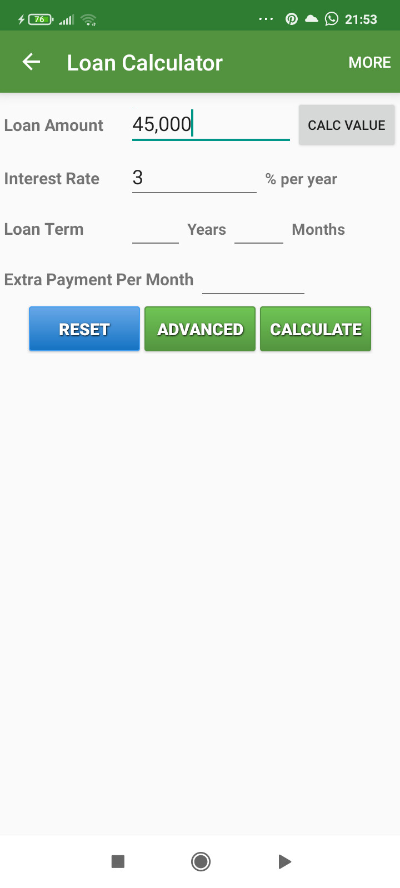 76 21:53
Loan Calculator MORE
Loan Amount 45,000 CALC VALUE
Interest Rate 3 % per year
Loan Term Years Months
Extra Payment Per Month
RESET ADVANCED CALCULATE